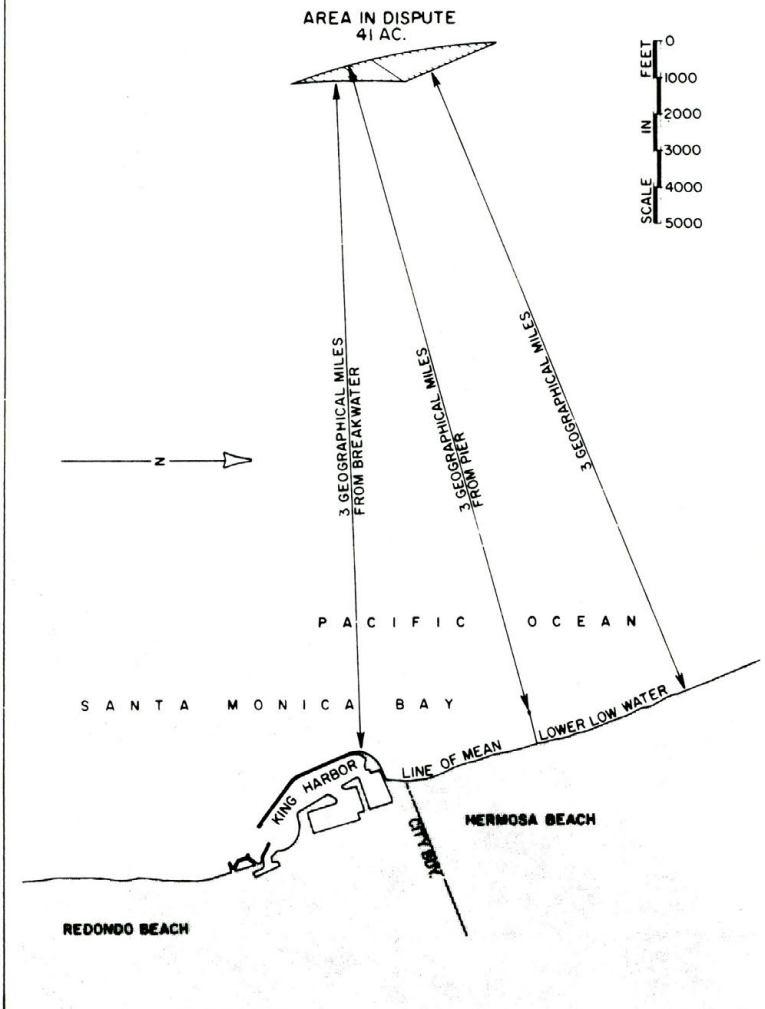 AREA IN DISPUTE
41 AC.
SCALE IN FEET
0
1000
2000
3000
4000
5000
3 GEOGRAPHICAL MILES
FROM BREAKWATER
3 GEOGRAPHICAL MILES
FROM PIER
3 GEOGRAPHICAL MILES
N
PACIFIC OCEAN
SANTA MONICA BAY
LINE OF MEAN LOWER LOW WATER
KING HARBOR
CITY BDY.
HERMOSA BEACH
REDONDO BEACH